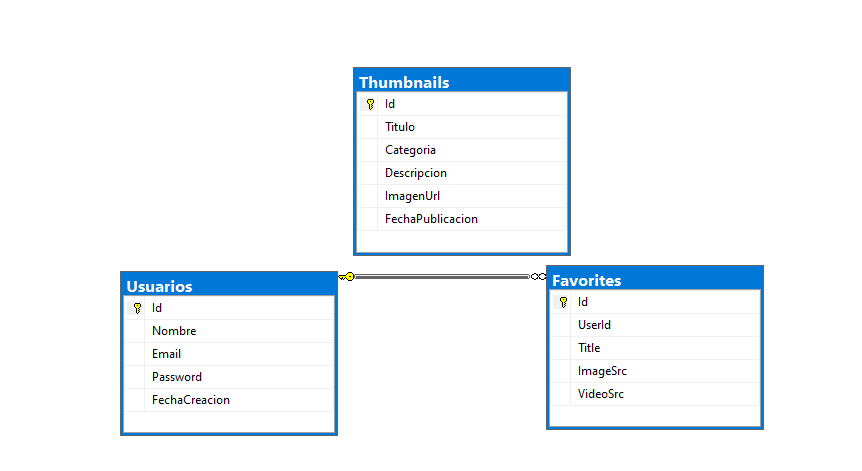 Thumbnails
Id
Titulo
Categoria
Descripcion
ImagenUrl
FechaPublicacion
Usuarios
Id
Nombre
Email
Password
FechaCreacion
Favorites
Id
UserId
Title
ImageSrc
VideoSrc